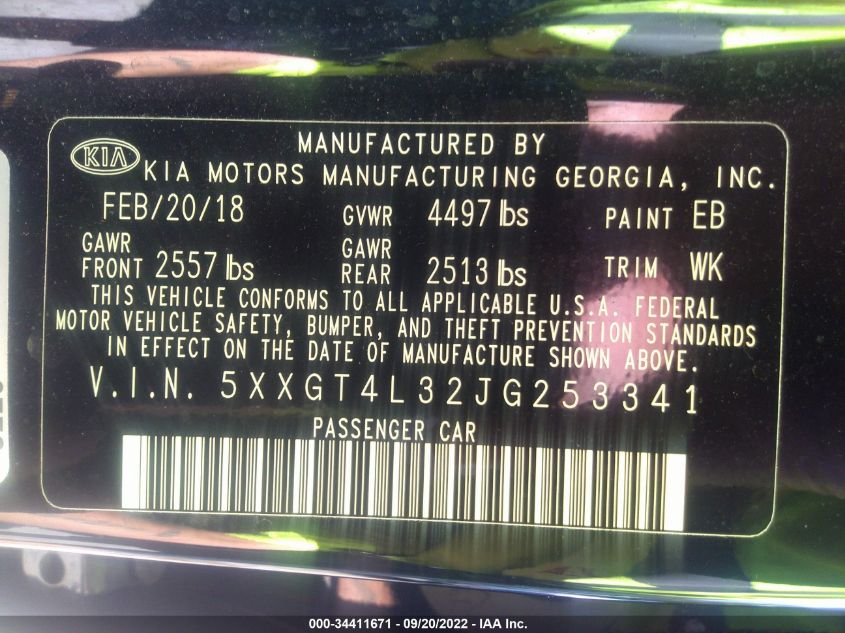 MANUFACTURED BY
KIA KIA MOTORS MANUFACTURING GEORGIA, INC.
FEB/20/18 GVWR 4497 lbs PAINT EB
GAWR FRONT 2557 lbs GAWR REAR 2513 lbs TRIM WK
THIS VEHICLE CONFORMS TO ALL APPLICABLE U.S.A. FEDERAL
MOTOR VEHICLE SAFETY, BUMPER, AND THEFT PREVENTION STANDARDS
IN EFFECT ON THE DATE OF MANUFACTURE SHOWN ABOVE.
V.I.N. 5XXGT4L32JG253341
PASSENGER CAR
000-34411671 - 09/20/2022 - IAA Inc.